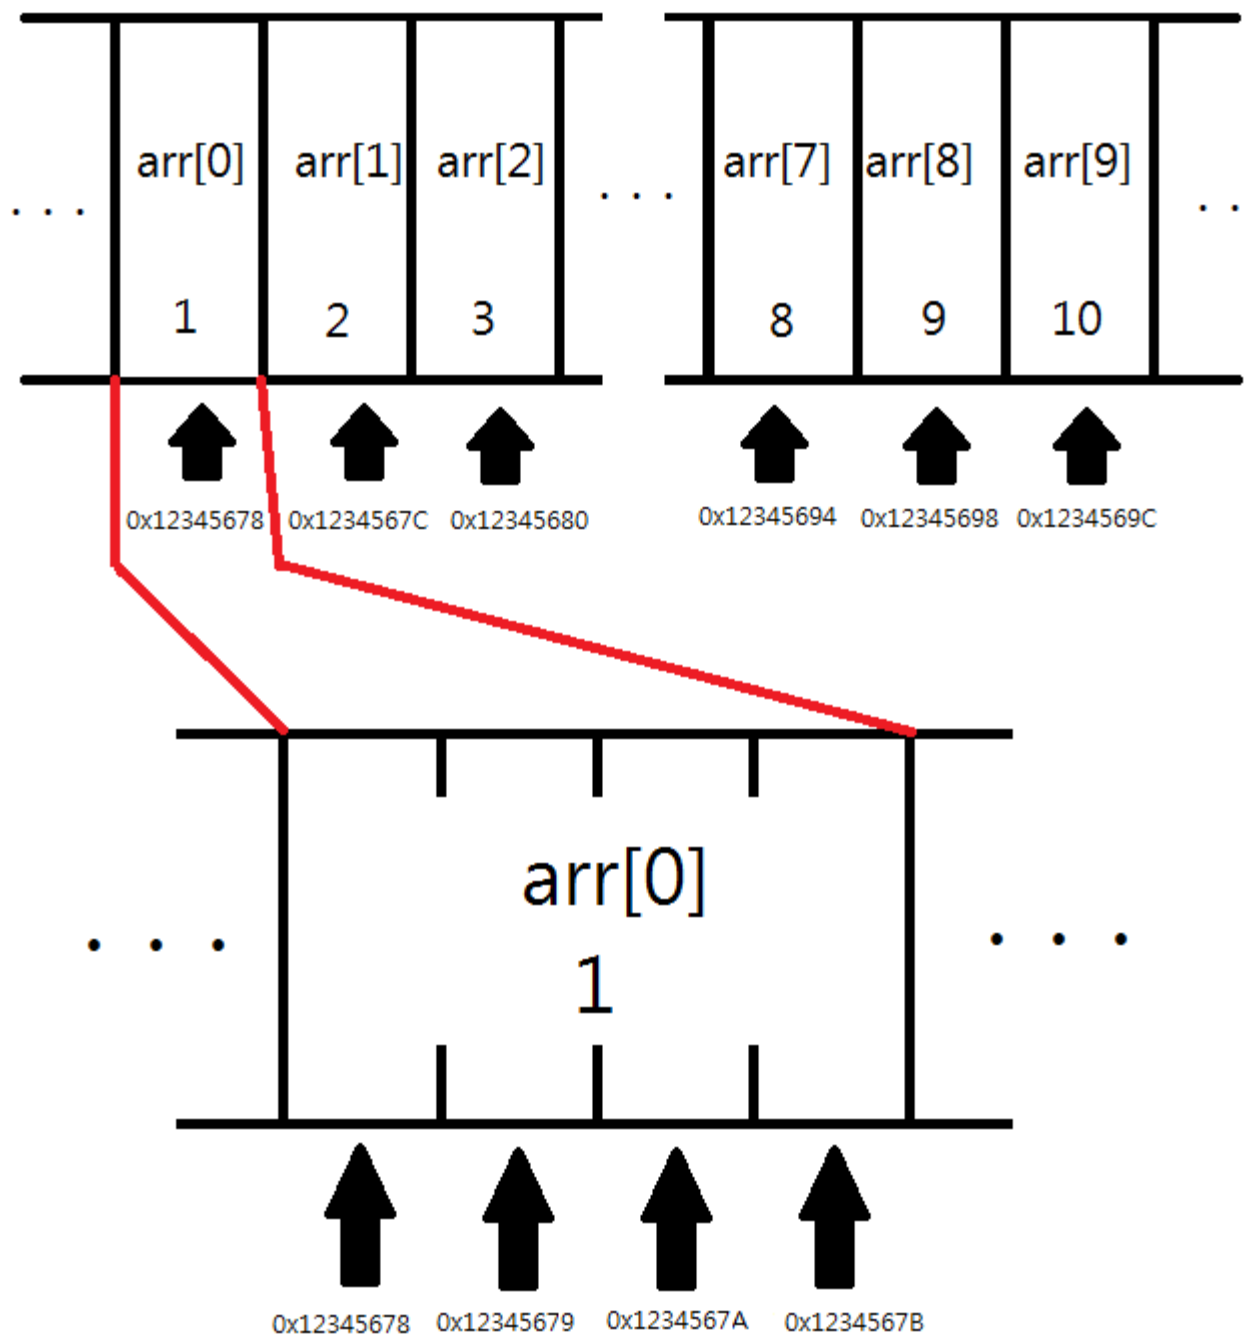 arr[0] arr[1] arr[2] . . . arr[7] arr[8] arr[9]
. . . . .
1 2 3 8 9 10
0x12345678 0x1234567C 0x12345680 0x12345694 0x12345698 0x1234569C
arr[0]
. . . . . .
1
0x12345678 0x12345679 0x1234567A 0x1234567B